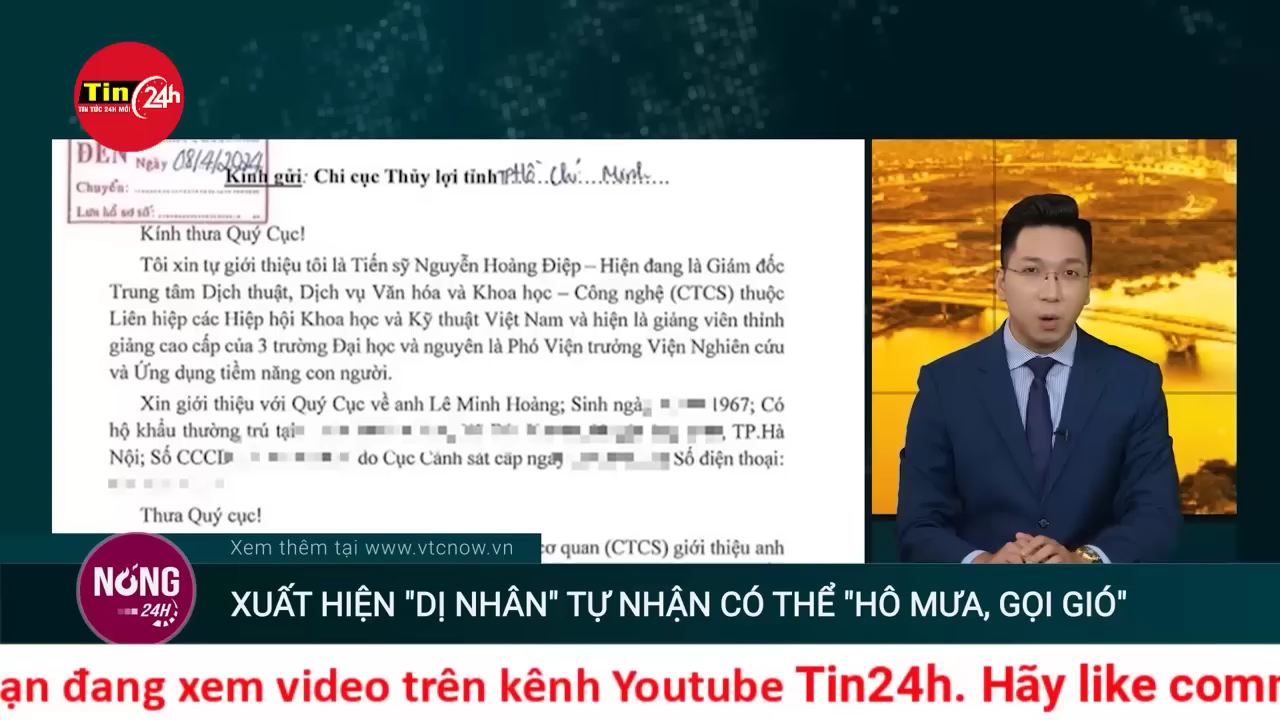 Tin 24h
TIN TỨC 24H MỚI
ĐẾN
Ngày 08/4/2024
Chuyển:
Lưu hồ sơ số:
Kính gửi: Chi cục Thủy lợi tỉnh TP Hồ Chí Minh
Kính thưa Quý Cục!
Tôi xin tự giới thiệu tôi là Tiến sỹ Nguyễn Hoàng Điệp – Hiện đang là Giám đốc
Trung tâm Dịch thuật, Dịch vụ Văn hóa và Khoa học – Công nghệ (CTCS) thuộc
Liên hiệp các Hiệp hội Khoa học và Kỹ thuật Việt Nam và hiện là giảng viên thỉnh
giảng cao cấp của 3 trường Đại học và nguyên là Phó Viện trưởng Viện Nghiên cứu
và Ứng dụng tiềm năng con người.
Xin giới thiệu với Quý Cục về anh Lê Minh Hoàng; Sinh ngà 1967; Có
hộ khẩu thường trú tại , TP.Hà
Nội; Số CCCD do Cục Cảnh sát cấp ngày Số điện thoại:
Thưa Quý cục!
cơ quan (CTCS) giới thiệu anh
Xem thêm tại www.vtcnow.vn
NÓNG
24H
XUẤT HIỆN "DỊ NHÂN" TỰ NHẬN CÓ THỂ "HÔ MƯA, GỌI GIÓ"
ạn đang xem video trên kênh Youtube Tin24h. Hãy like comm